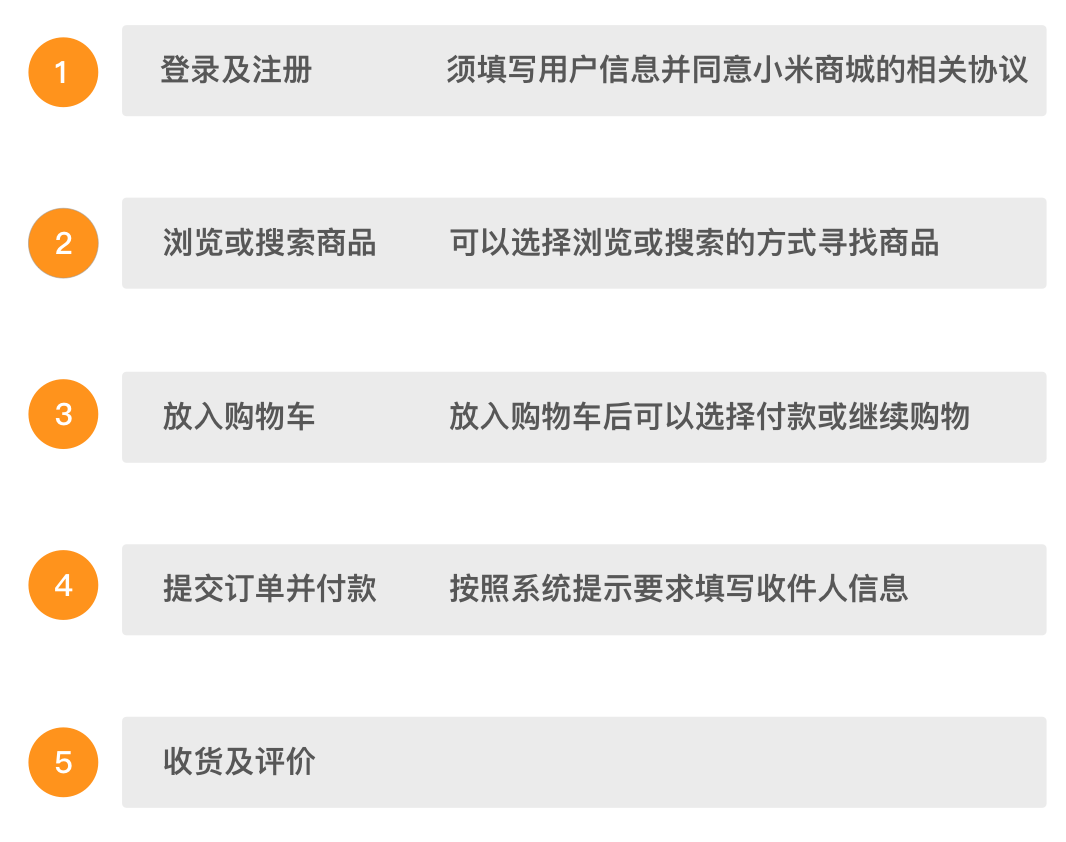 1 登录及注册 须填写用户信息并同意小米商城的相关协议
2 浏览或搜索商品 可以选择浏览或搜索的方式寻找商品
3 放入购物车 放入购物车后可以选择付款或继续购物
4 提交订单并付款 按照系统提示要求填写收件人信息
5 收货及评价